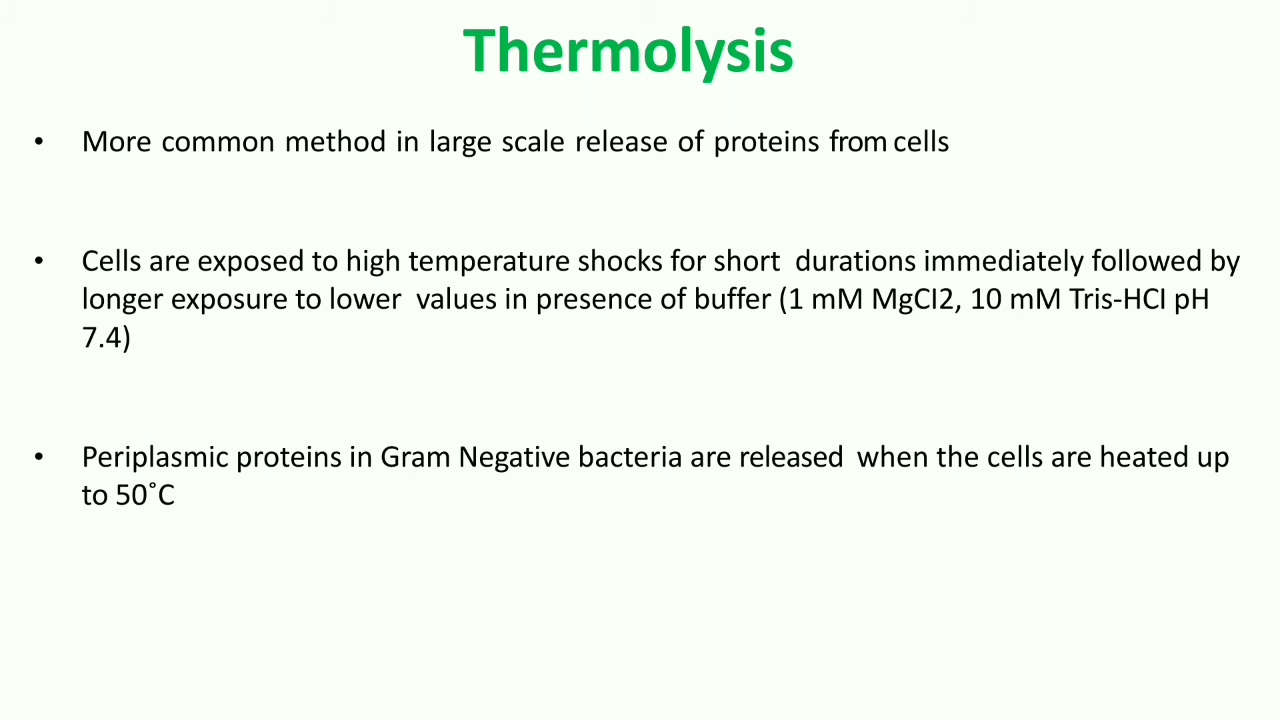 Thermolysis
• More common method in large scale release of proteins from cells
• Cells are exposed to high temperature shocks for short durations immediately followed by
longer exposure to lower values in presence of buffer (1 mM MgCI2, 10 mM Tris-HCI pH
7.4)
• Periplasmic proteins in Gram Negative bacteria are released when the cells are heated up
to 50˚C